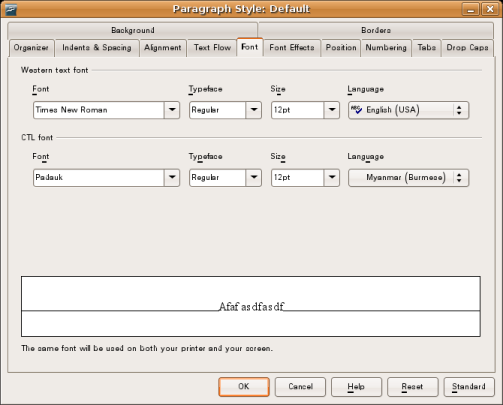 Paragraph Style: Default
Background Borders
Organizer Indents & Spacing Alignment Text Flow Font Font Effects Position Numbering Tabs Drop Caps
Western text font
Font Typeface Size Language
Times New Roman Regular 12pt ABC English (USA)
CTL font
Font Typeface Size Language
Padauk Regular 12pt Myanmar (Burmese)
Afaf asdfasdf
The same font will be used on both your printer and your screen.
OK Cancel Help Reset Standard